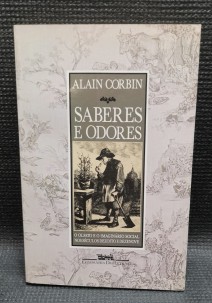 ALAIN CORBIN
SABERES
E ODORES
O OLFATO E O IMAGINÁRIO SOCIAL
NOS SÉCULOS DEZOITO E DEZENOVE